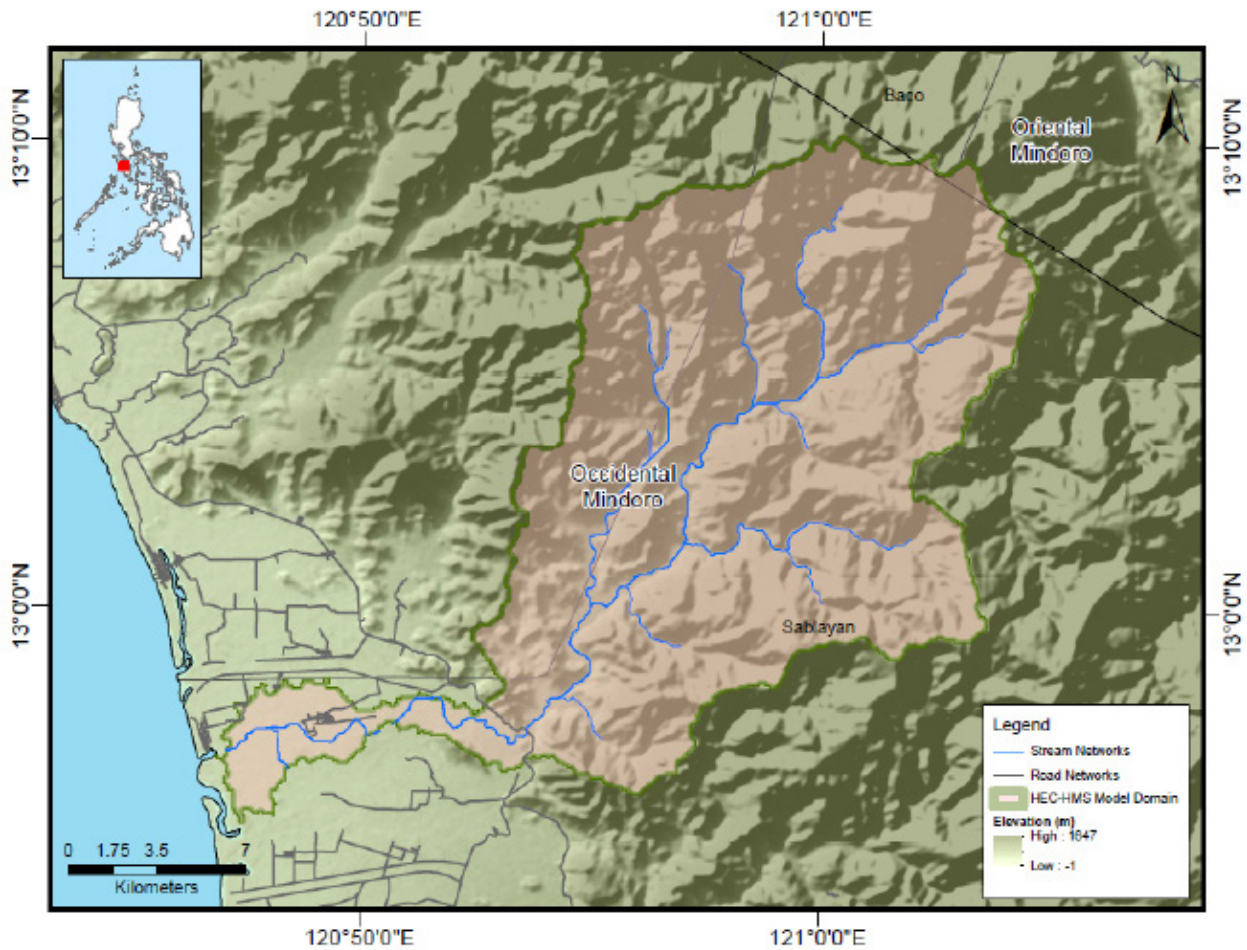 120°50'0"E
121°0'0"E
13°10'0"N
13°10'0"N
Baco
N
Oriental
Mindoro
Occidental
Mindoro
13°0'0"N
13°0'0"N
Sablayan
Legend
Stream Networks
Road Networks
HEC-HMS Model Domain
Elevation (m)
High : 1647
Low : -1
0 1.75 3.5 7
Kilometers
120°50'0"E
121°0'0"E